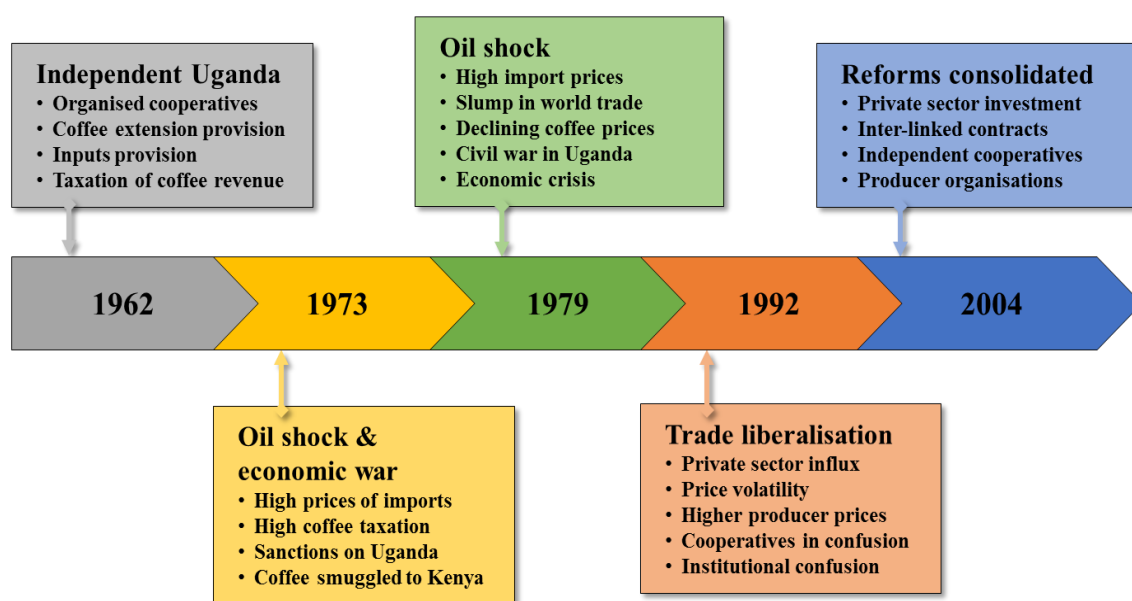 Independent Uganda
• Organised cooperatives
• Coffee extension provision
• Inputs provision
• Taxation of coffee revenue
Oil shock
• High import prices
• Slump in world trade
• Declining coffee prices
• Civil war in Uganda
• Economic crisis
Reforms consolidated
• Private sector investment
• Inter-linked contracts
• Independent cooperatives
• Producer organisations
1962
1973
1979
1992
2004
Oil shock &
economic war
• High prices of imports
• High coffee taxation
• Sanctions on Uganda
• Coffee smuggled to Kenya
Trade liberalisation
• Private sector influx
• Price volatility
• Higher producer prices
• Cooperatives in confusion
• Institutional confusion